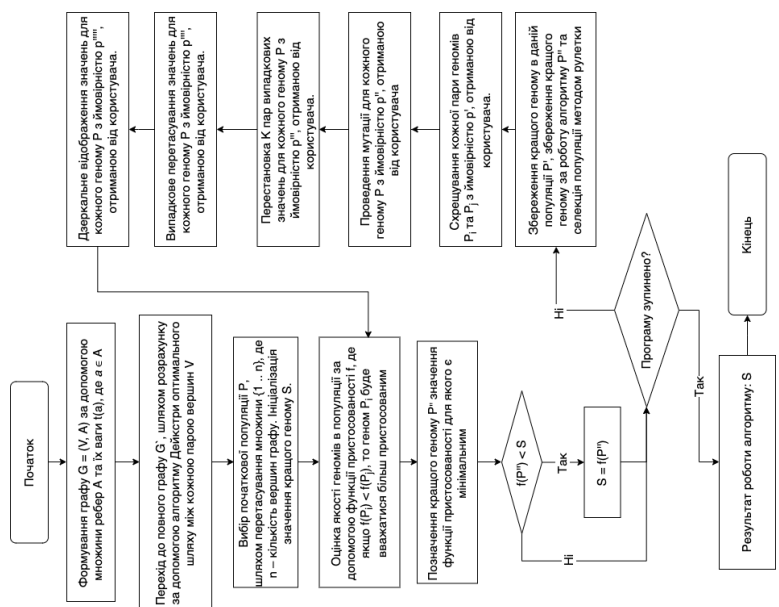 Початок
Формування графу G = (V, A) за допомогою
множини ребер A та їх ваги t(a), де a ∈ A
Перехід до повного графу G`, шляхом розрахунку
за допомогою алгоритму Дейкстри оптимального
шляху між кожною парою вершин V
Вибір початкової популяції P,
шляхом перетасування множини {1 .. n}, де
n – кількість вершин графу. Ініціалізація
значення кращого геному S.
Оцінка якості геномів в популяції за
допомогою функції пристосованості f, де
якщо f(Pᵢ) < f(Pⱼ), то геном Pᵢ буде
вважатися більш пристосованим
Позначення кращого геному P'' значення
функції пристосованості для якого є
мінімальним
f(P'') < S
Так
S = f(P'')
Ні
Програму зупинено?
Ні
Так
Збереження кращого геному в даній
популяції P', збереження кращого
геному за роботу алгоритму P'' та
селекція популяції методом рулетки
Схрещування кожної пари геномів
Pᵢ та Pⱼ з ймовірністю p', отриманою від
користувача.
Проведення мутації для кожного
геному P з ймовірністю p'', отриманою
від користувача
Перестановка K пар випадкових
значень для кожного геному P з
ймовірністю p''', отриманою від
користувача.
Випадкове перетасування значень для
кожного геному P з ймовірністю p'''',
отриманою від користувача.
Дзеркальне відображення значень для
кожного геному P з ймовірністю p''''',
отриманою від користувача.
Результат роботи алгоритму: S
Кінець